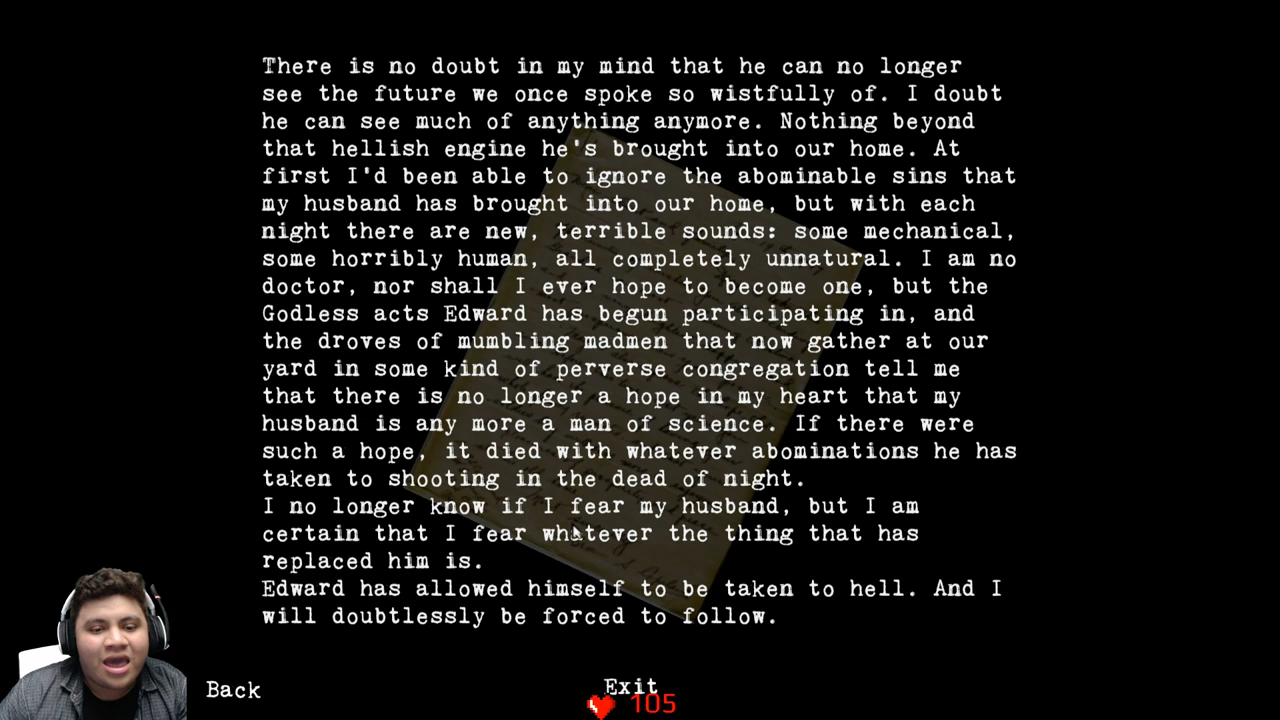 There is no doubt in my mind that he can no longer
see the future we once spoke so wistfully of. I doubt
he can see much of anything anymore. Nothing beyond
that hellish engine he's brought into our home. At
first I'd been able to ignore the abominable sins that
my husband has brought into our home, but with each
night there are new, terrible sounds: some mechanical,
some horribly human, all completely unnatural. I am no
doctor, nor shall I ever hope to become one, but the
Godless acts Edward has begun participating in, and
the droves of mumbling madmen that now gather at our
yard in some kind of perverse congregation tell me
that there is no longer a hope in my heart that my
husband is any more a man of science. If there were
such a hope, it died with whatever abominations he has
taken to shooting in the dead of night.
I no longer know if I fear my husband, but I am
certain that I fear whatever the thing that has
replaced him is.
Edward has allowed himself to be taken to hell. And I
will doubtlessly be forced to follow.
Back
Exit
105